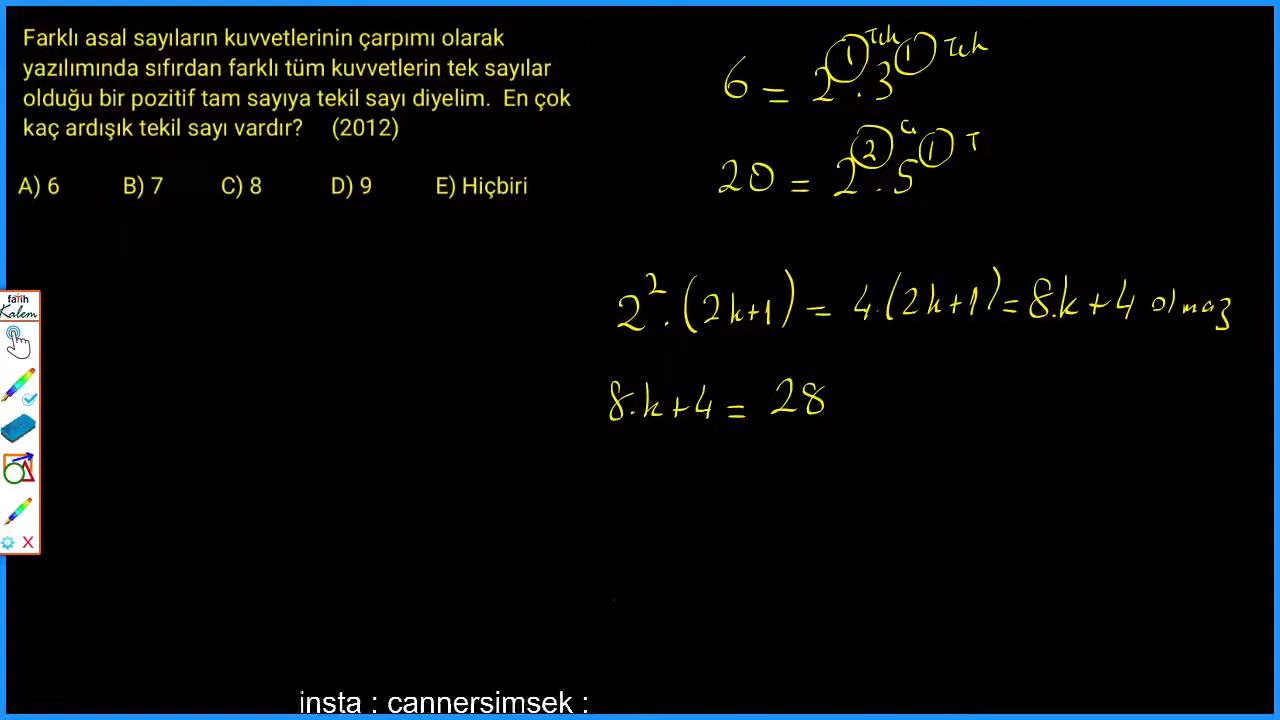 Farklı asal sayıların kuvvetlerinin çarpımı olarak
yazılımında sıfırdan farklı tüm kuvvetlerin tek sayılar
olduğu bir pozitif tam sayıya tekil sayı diyelim. En çok
kaç ardışık tekil sayı vardır? (2012)
A) 6 B) 7 C) 8 D) 9 E) Hiçbiri
6 = 2^1 Tek . 3^1 Tek
20 = 2^2 Ç . 5^1 T
2^2 . (2k+1) = 4.(2k+1) = 8.k+4 olmaz
8.k+4 = 28
fatih
Kalem
insta : cannersimsek :